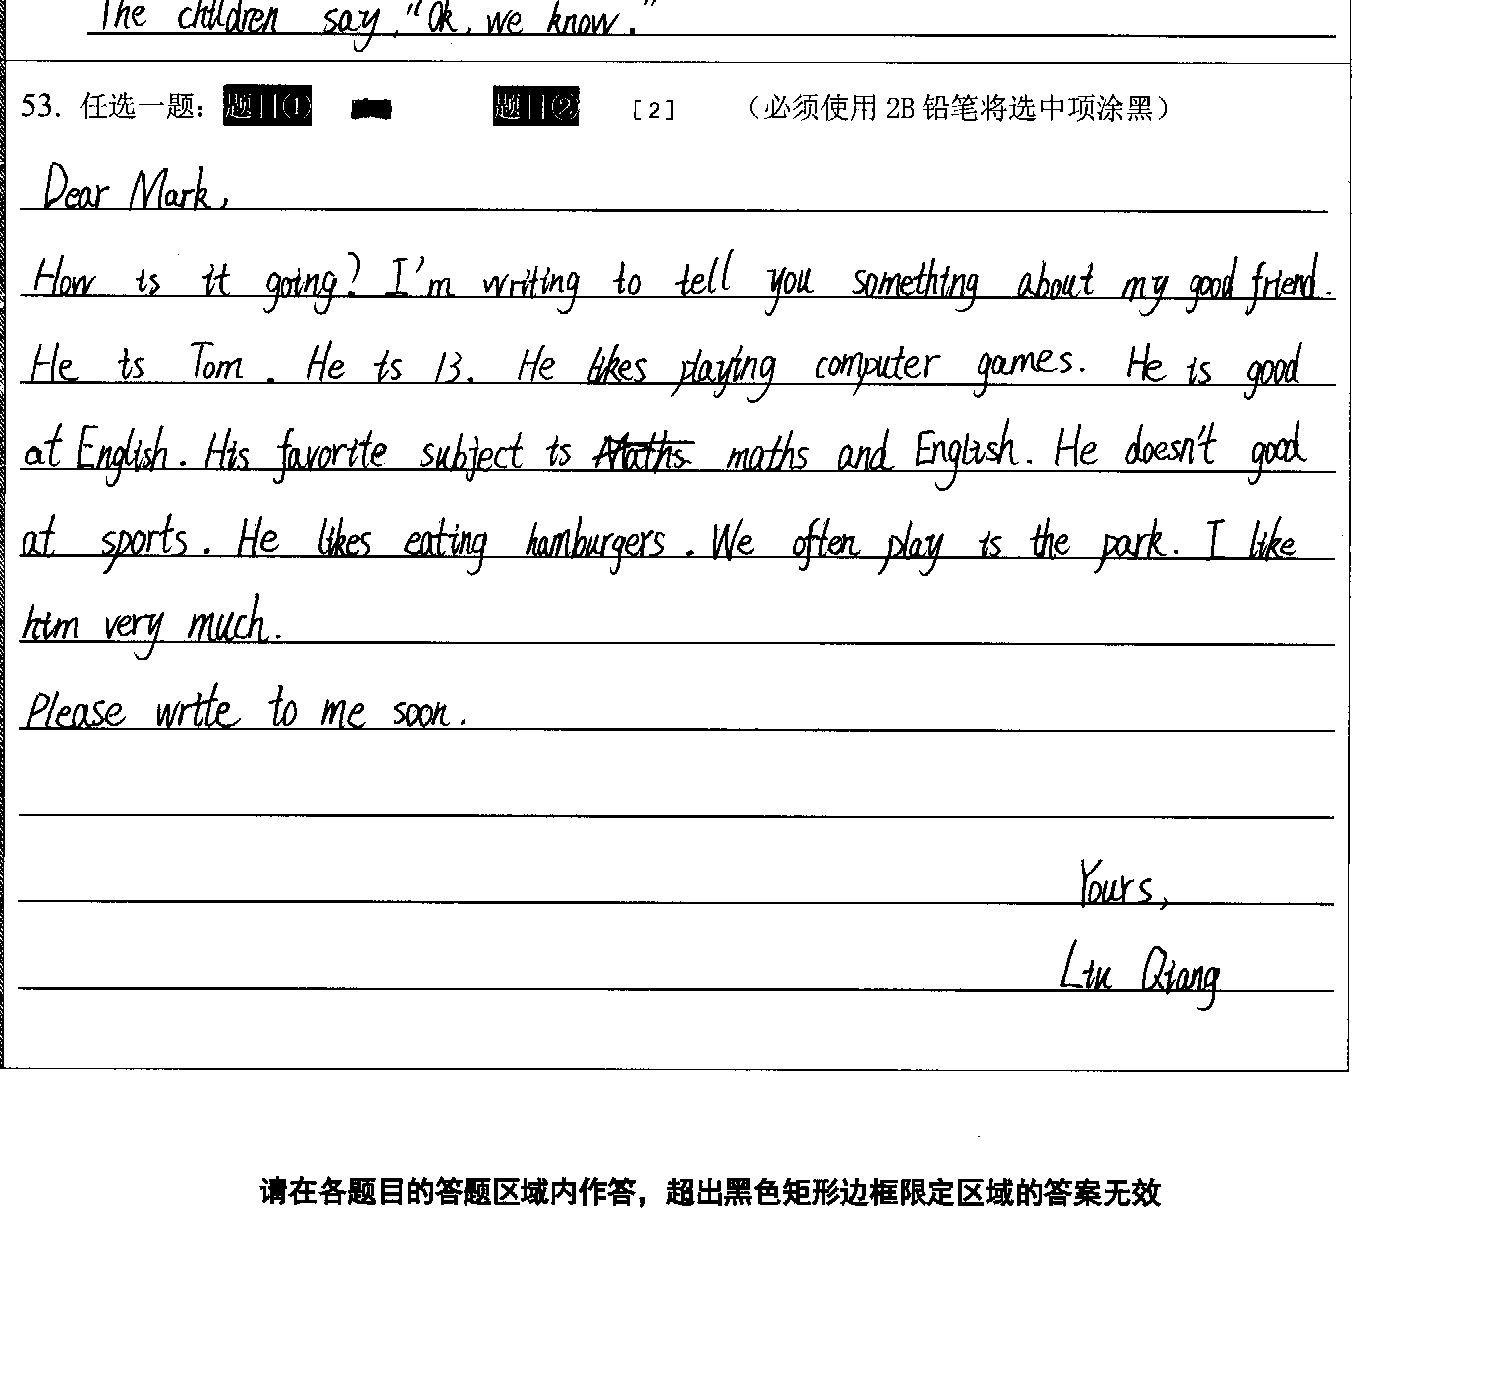 The children say, "Ok, we know."
53. 任选一题: 题目① 题目② [2] (必须使用 2B 铅笔将选中项涂黑)
Dear Mark,
How is it going? I'm writing to tell you something about my good friend.
He is Tom. He is 13. He likes playing computer games. He is good
at English. His favorite subject is Maths maths and English. He doesn't good
at sports. He likes eating hamburgers. We often play is the park. I like
him very much.
Please write to me soon.
Yours,
Liu Qiang
请在各题目的答题区域内作答，超出黑色矩形边框限定区域的答案无效